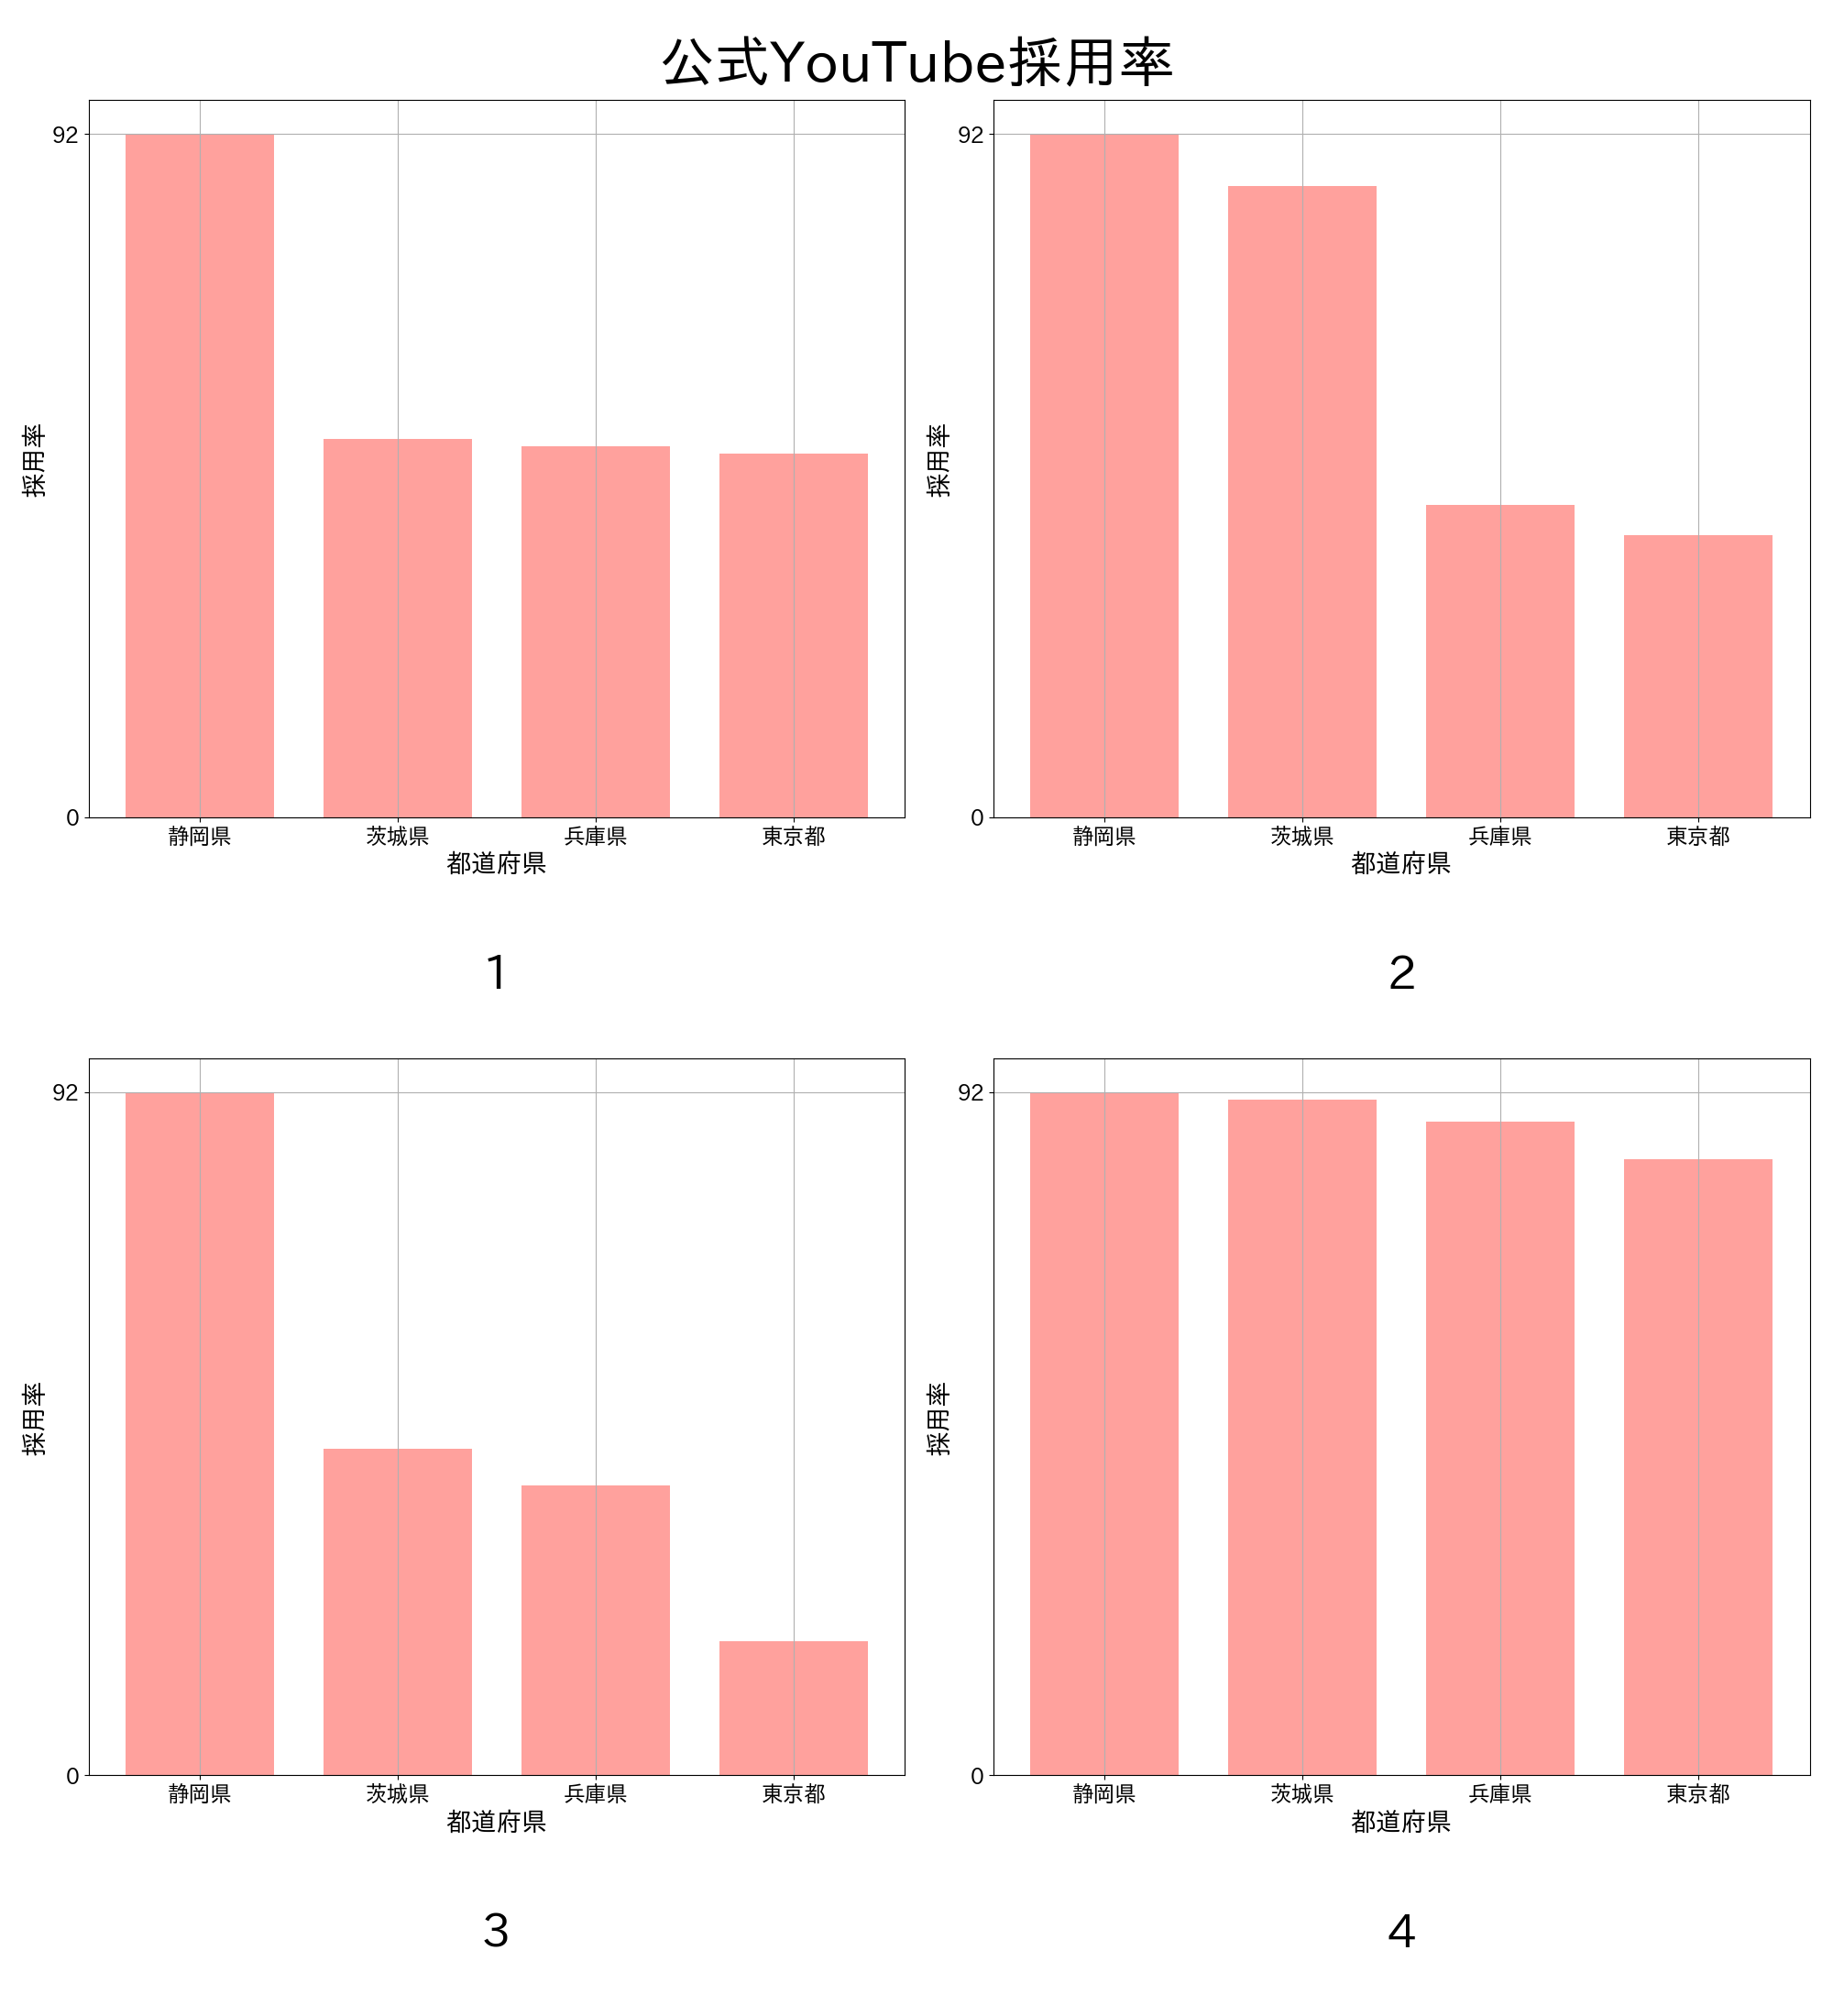 公式YouTube採用率
92
0
採用率
静岡県 茨城県 兵庫県 東京都
都道府県
1
92
0
採用率
静岡県 茨城県 兵庫県 東京都
都道府県
2
92
0
採用率
静岡県 茨城県 兵庫県 東京都
都道府県
3
92
0
採用率
静岡県 茨城県 兵庫県 東京都
都道府県
4